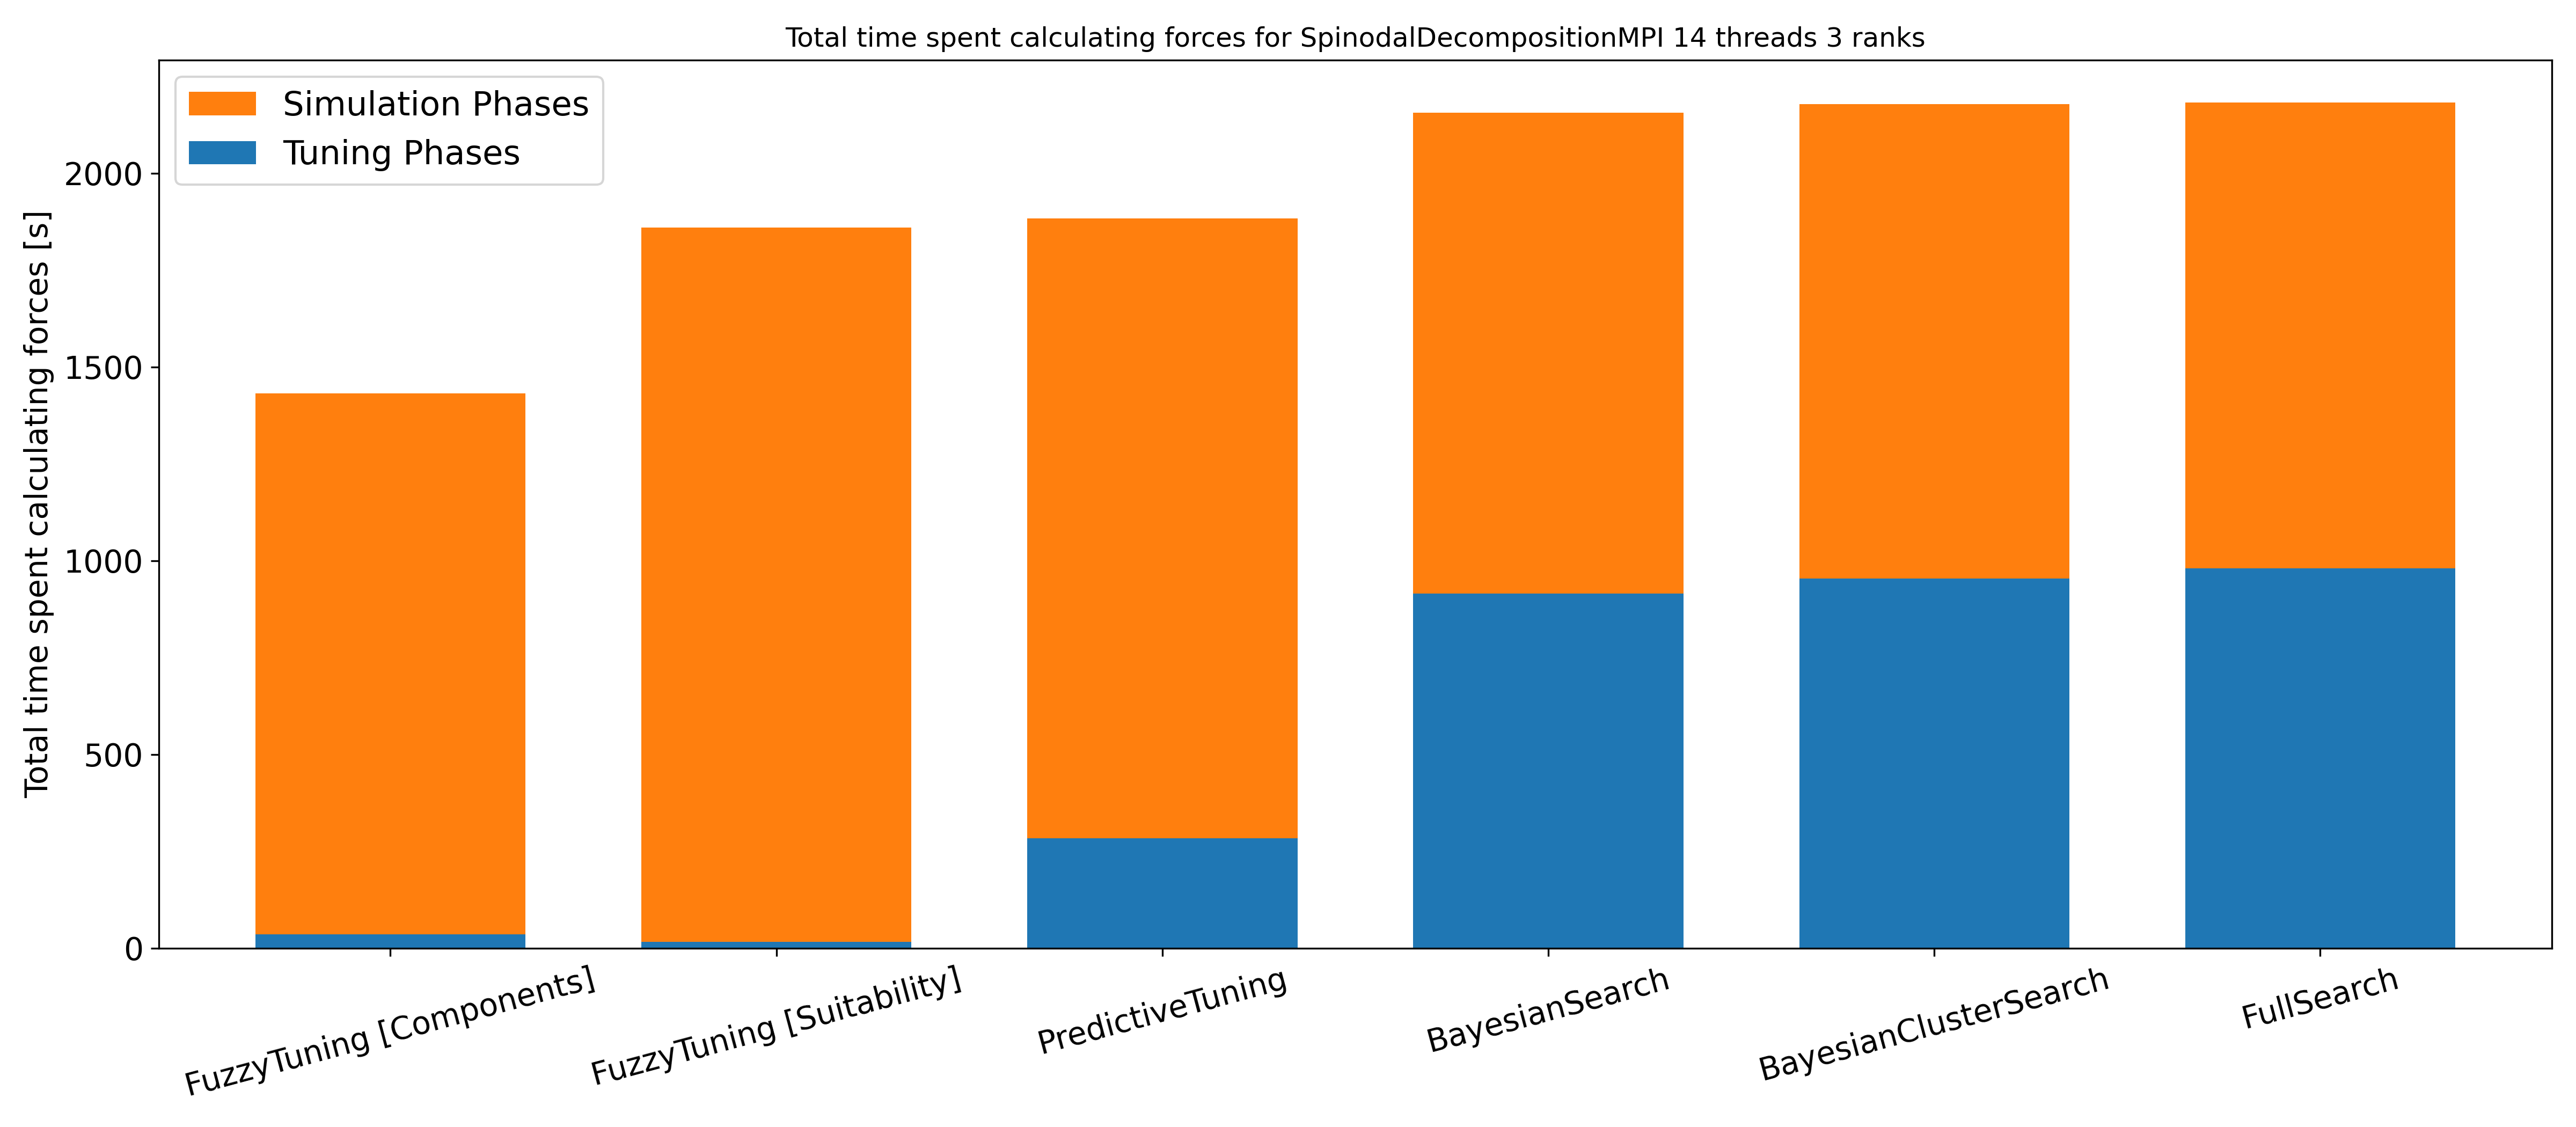 Total time spent calculating forces for SpinodalDecompositionMPI 14 threads 3 ranks
Simulation Phases
Tuning Phases
Total time spent calculating forces [s]
2000
1500
1000
500
0
FuzzyTuning [Components]
FuzzyTuning [Suitability]
PredictiveTuning
BayesianSearch
BayesianClusterSearch
FullSearch